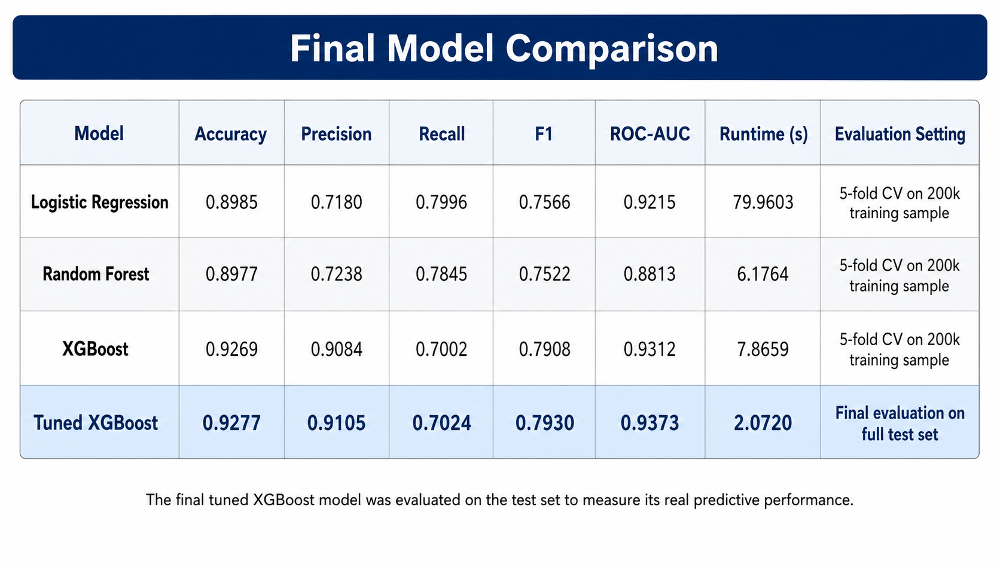 Final Model Comparison
Model Accuracy Precision Recall F1 ROC-AUC Runtime (s) Evaluation Setting
Logistic Regression 0.8985 0.7180 0.7996 0.7566 0.9215 79.9603 5-fold CV on 200k
training sample
Random Forest 0.8977 0.7238 0.7845 0.7522 0.8813 6.1764 5-fold CV on 200k
training sample
XGBoost 0.9269 0.9084 0.7002 0.7908 0.9312 7.8659 5-fold CV on 200k
training sample
Tuned XGBoost 0.9277 0.9105 0.7024 0.7930 0.9373 2.0720 Final evaluation on
full test set
The final tuned XGBoost model was evaluated on the test set to measure its real predictive performance.